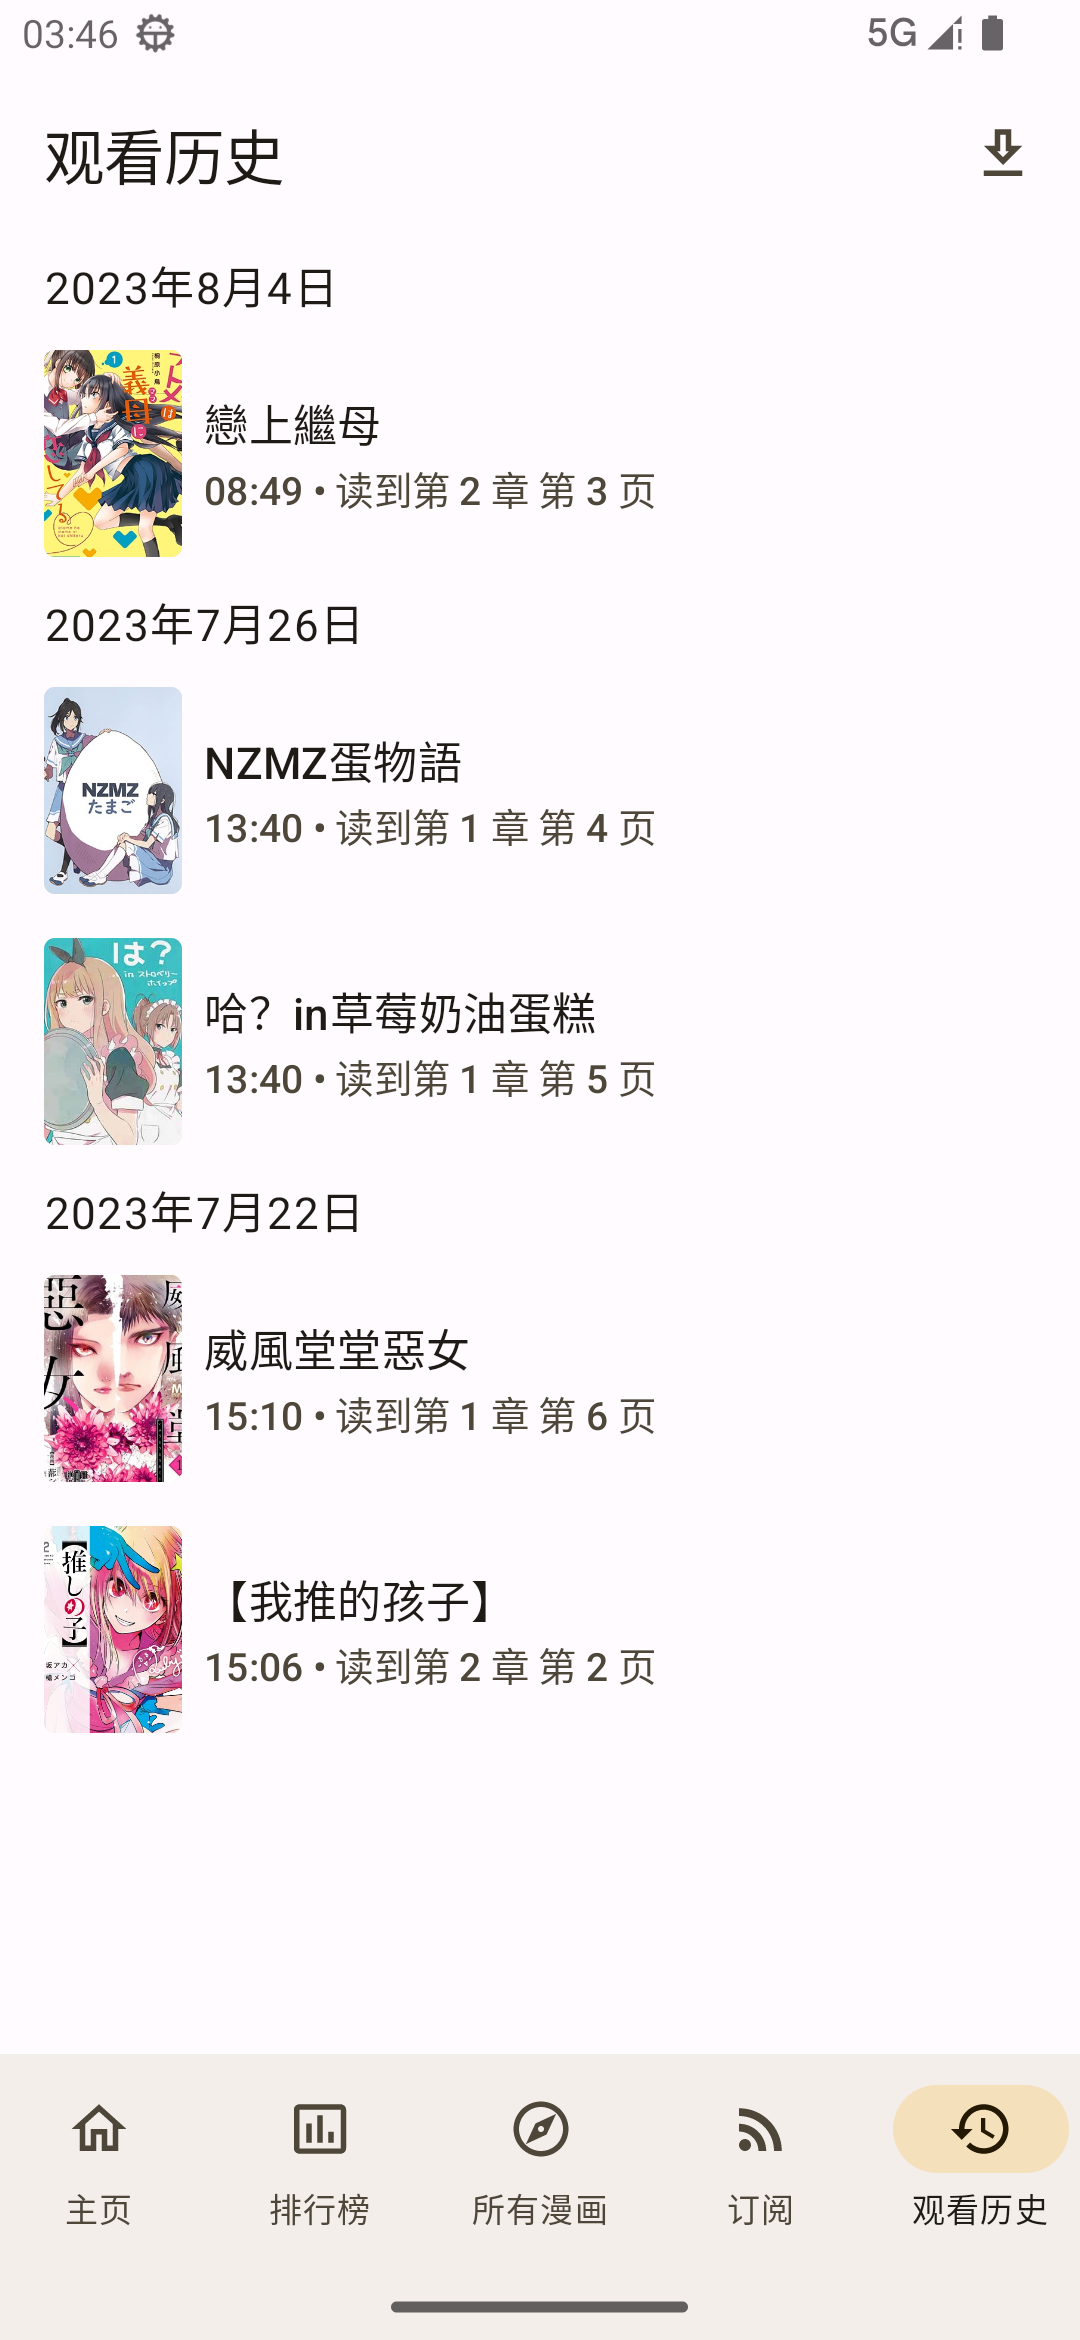 03:46
5G
观看历史
2023年8月4日
義母
に
戀上繼母
08:49 • 读到第 2 章 第 3 页
2023年7月26日
NZMZ
たまご
NZMZ蛋物語
13:40 • 读到第 1 章 第 4 页
は？
in ストロベリー
ホイップ
哈？in草莓奶油蛋糕
13:40 • 读到第 1 章 第 5 页
2023年7月22日
惡女
威風堂堂惡女
15:10 • 读到第 1 章 第 6 页
【推しの子】
【我推的孩子】
15:06 • 读到第 2 章 第 2 页
主页
排行榜
所有漫画
订阅
观看历史